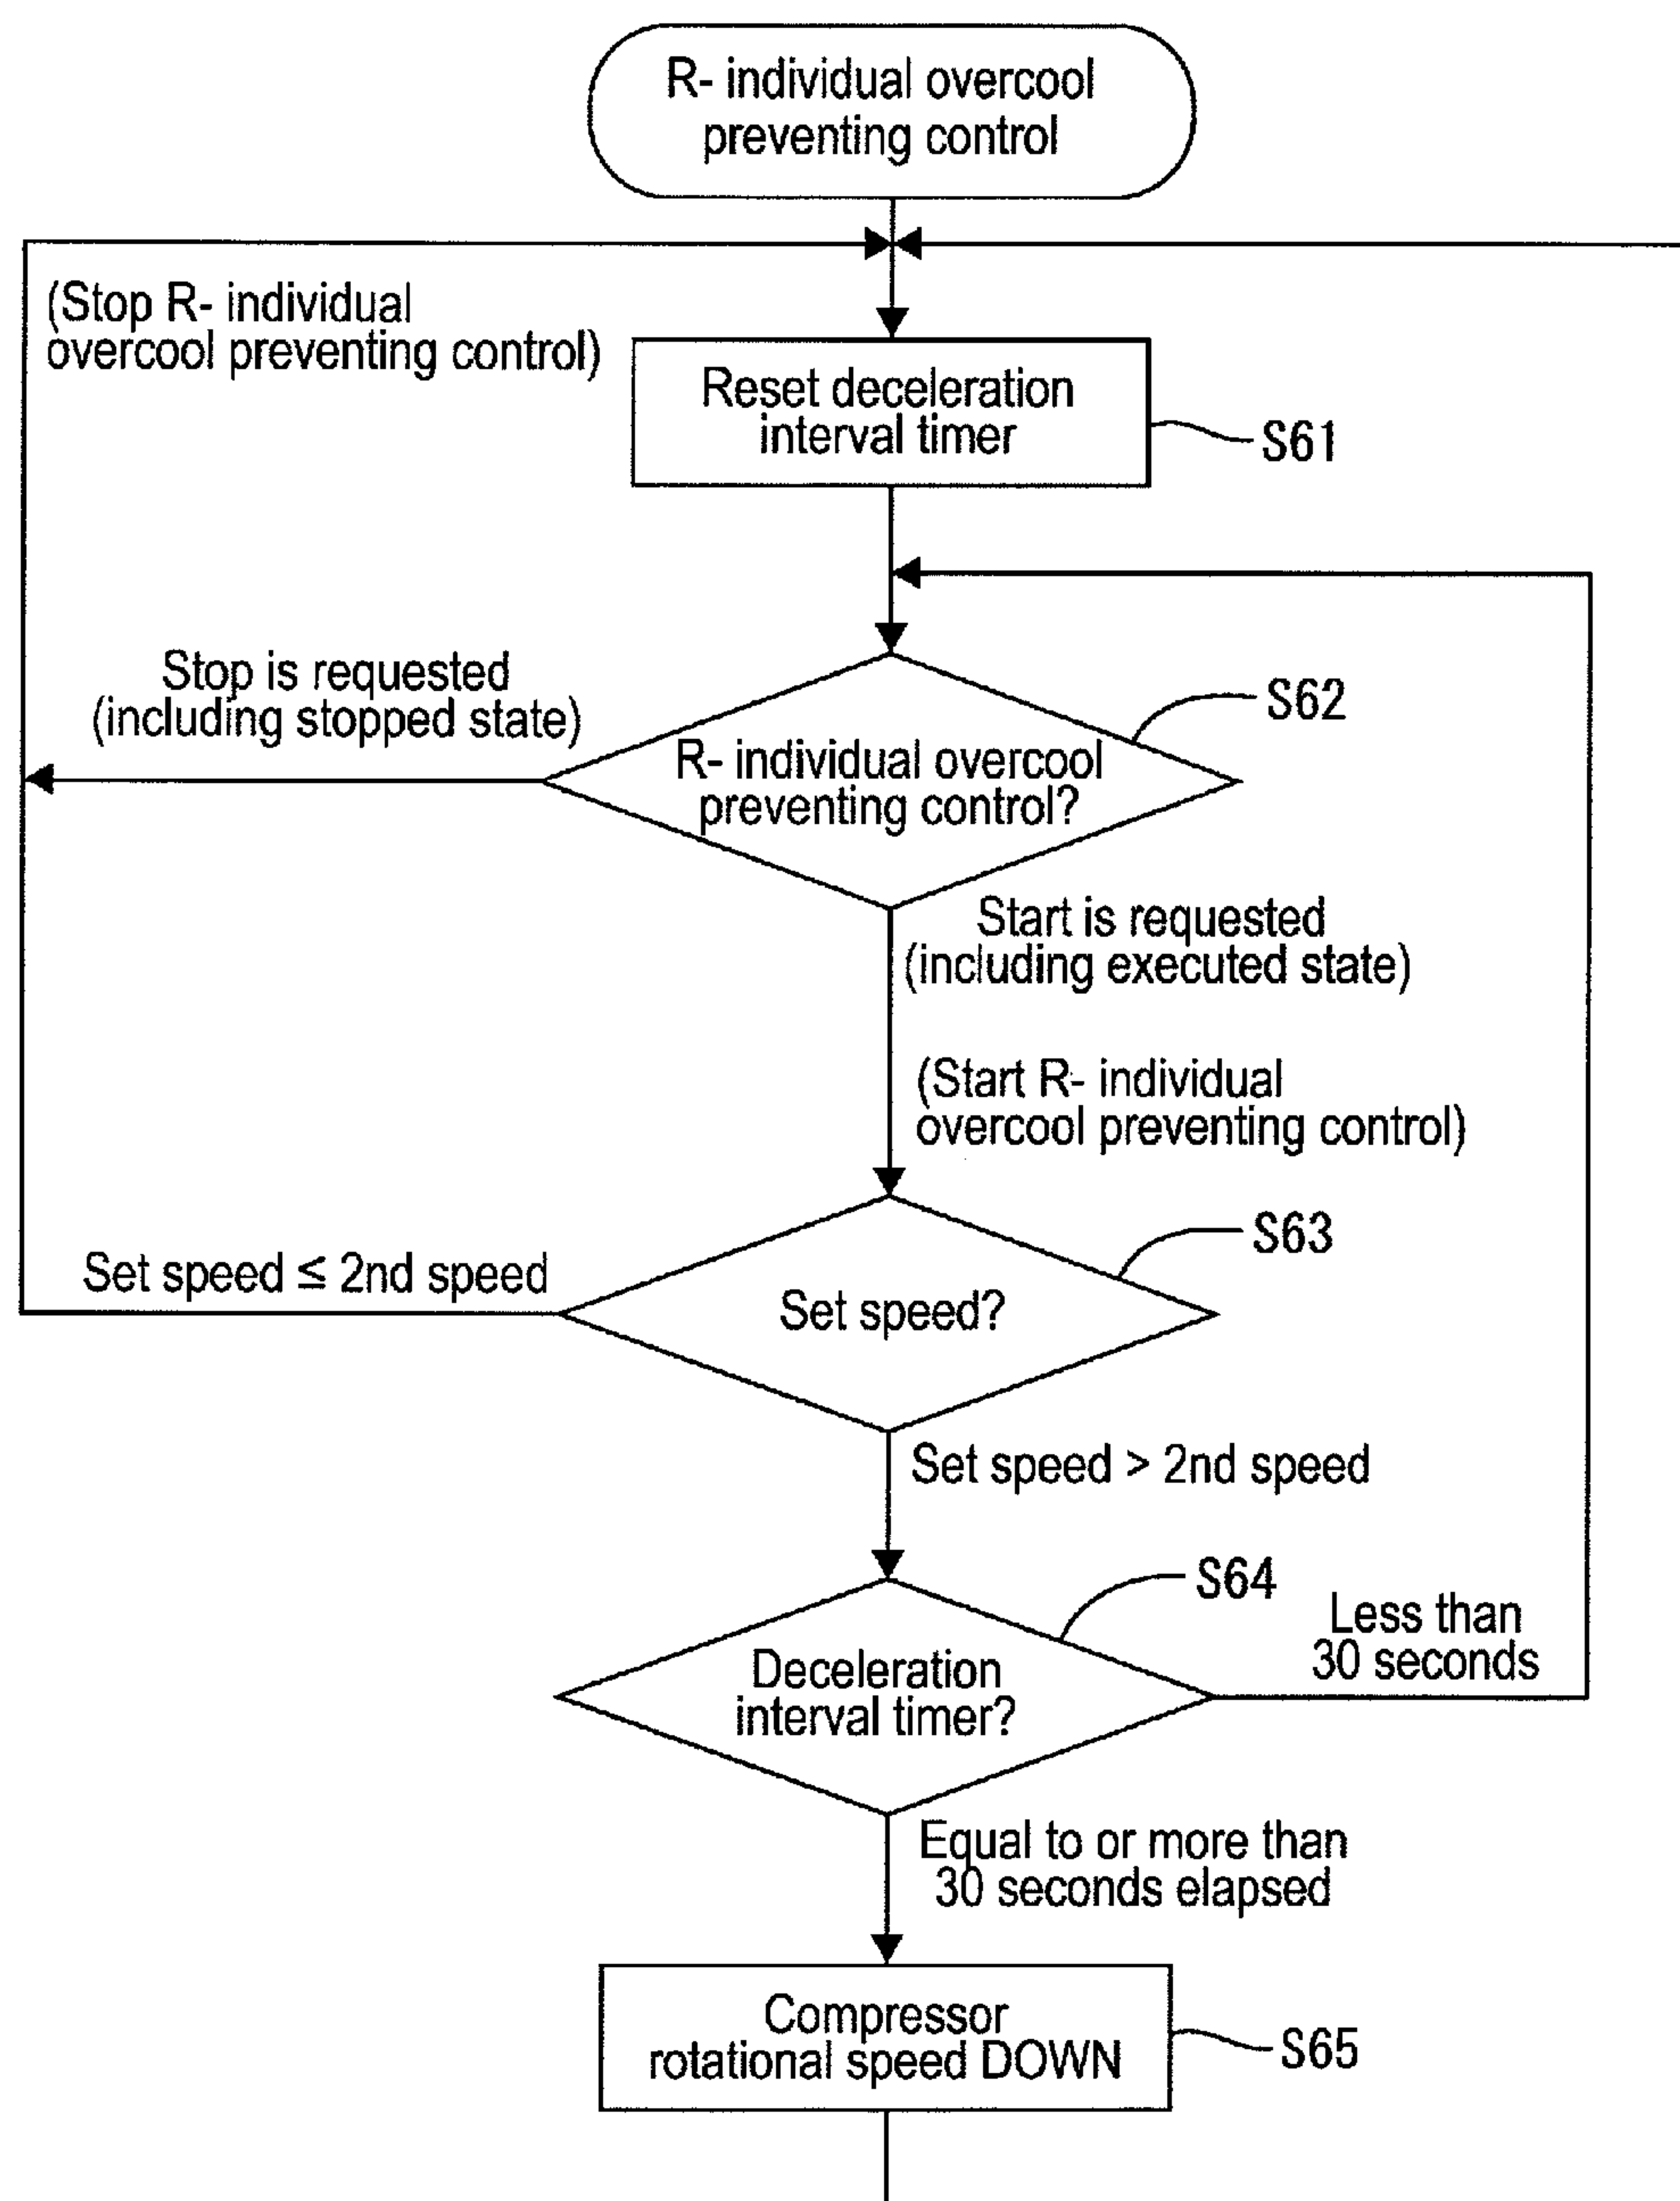 R- individual overcool
preventing control
(Stop R- individual
overcool preventing control)
Reset deceleration
interval timer
S61
Stop is requested
(including stopped state)
S62
R- individual overcool
preventing control?
Start is requested
(including executed state)
(Start R- individual
overcool preventing control)
S63
Set speed ≤ 2nd speed
Set speed?
Set speed > 2nd speed
S64
Less than
30 seconds
Deceleration
interval timer?
Equal to or more than
30 seconds elapsed
Compressor
rotational speed DOWN
S65